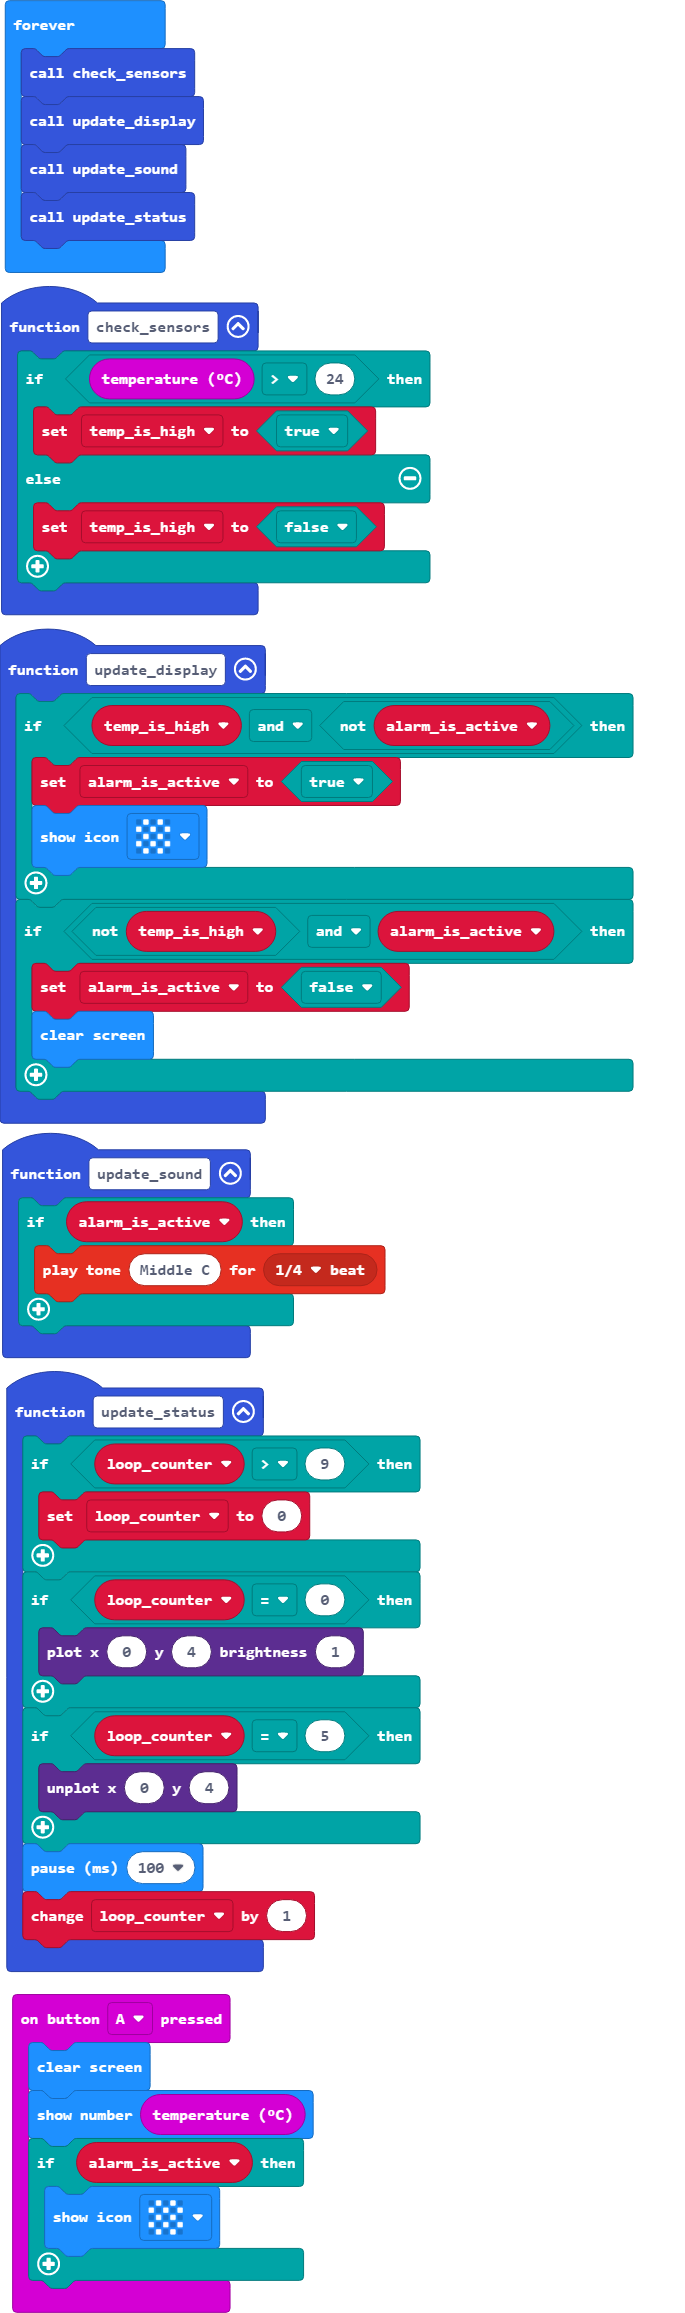 forever
call check_sensors
call update_display
call update_sound
call update_status
function check_sensors
if temperature (ºC) > 24 then
set temp_is_high to true
else
set temp_is_high to false
function update_display
if temp_is_high and not alarm_is_active then
set alarm_is_active to true
show icon
if not temp_is_high and alarm_is_active then
set alarm_is_active to false
clear screen
function update_sound
if alarm_is_active then
play tone Middle C for 1/4 beat
function update_status
if loop_counter > 9 then
set loop_counter to 0
if loop_counter = 0 then
plot x 0 y 4 brightness 1
if loop_counter = 5 then
unplot x 0 y 4
pause (ms) 100
change loop_counter by 1
on button A pressed
clear screen
show number temperature (ºC)
if alarm_is_active then
show icon